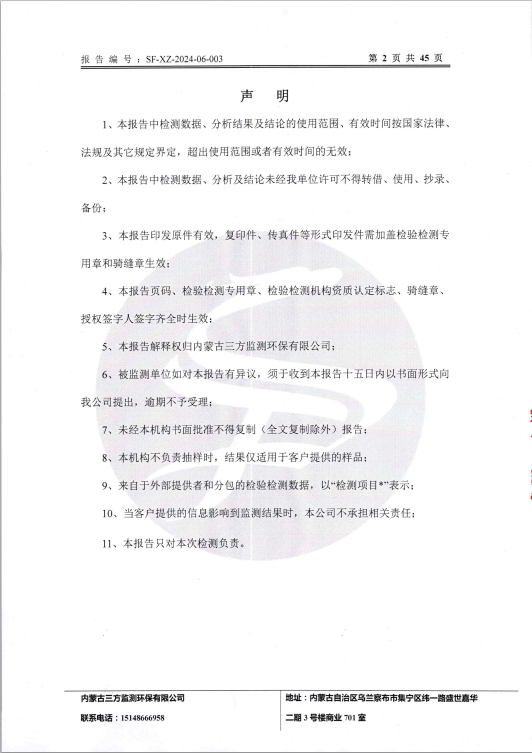 报 告 编 号 ： SF-XZ-2024-06-003
第 2 页 共 45 页
声 明
1、本报告中检测数据、分析结果及结论的使用范围、有效时间按国家法律、
法规及其它规定界定，超出使用范围或者有效时间的无效；
2、本报告中检测数据、分析及结论未经我单位许可不得转借、使用、抄录、
备份；
3、本报告印发原件有效，复印件、传真件等形式印发件需加盖检验检测专
用章和骑缝章生效；
4、本报告页码、检验检测专用章、检验检测机构资质认定标志、骑缝章、
授权签字人签字齐全时生效；
5、本报告解释权归内蒙古三方监测环保有限公司；
6、被监测单位如对本报告有异议，须于收到本报告十五日内以书面形式向
我公司提出，逾期不予受理；
7、未经本机构书面批准不得复制（全文复制除外）报告；
8、本机构不负责抽样时，结果仅适用于客户提供的样品；
9、来自于外部提供者和分包的检验检测数据，以“检测项目*”表示；
10、当客户提供的信息影响到监测结果时，本公司不承担相关责任；
11、本报告只对本次检测负责。
内蒙古三方监测环保有限公司
联系电话：15148666958
地址：内蒙古自治区乌兰察布市集宁区纬一路盛世嘉华
二期 3 号楼商业 701 室